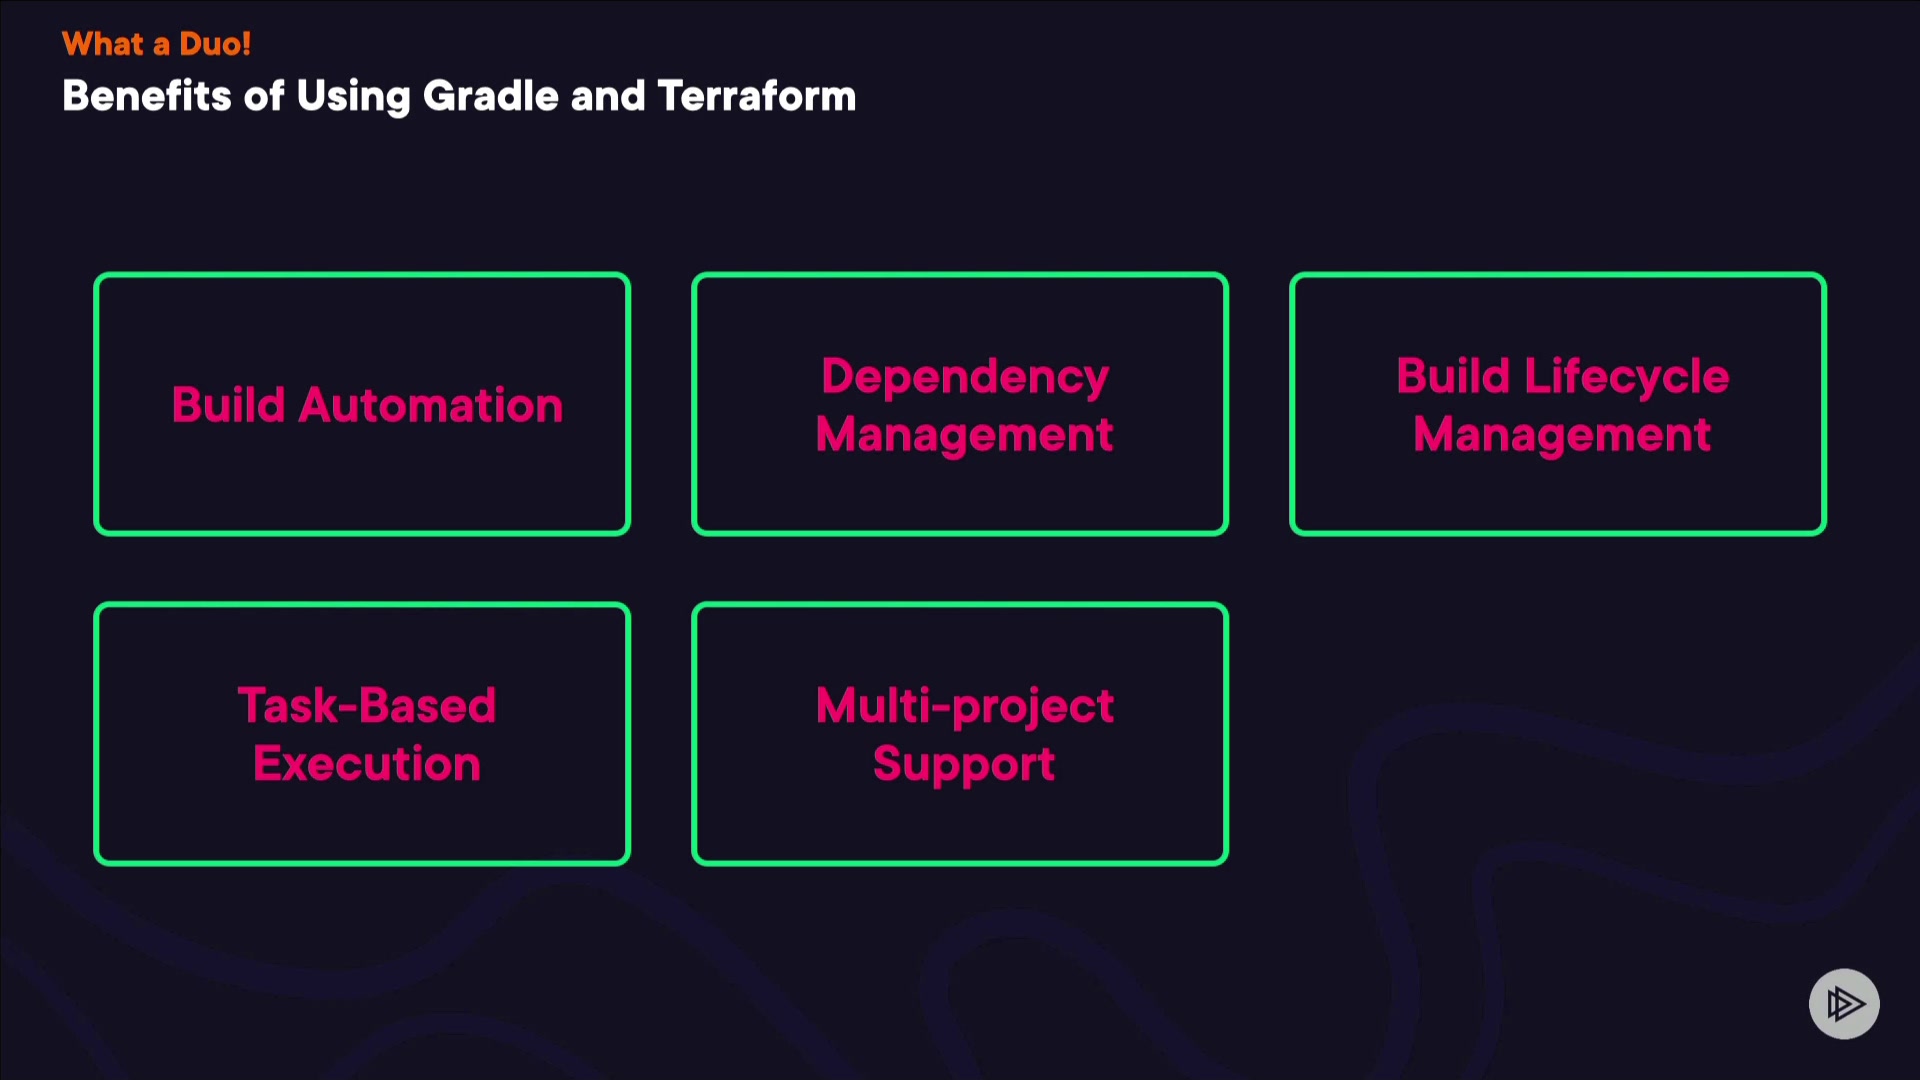 What a Duo!
Benefits of Using Gradle and Terraform
Build Automation
Dependency
Management
Build Lifecycle
Management
Task-Based
Execution
Multi-project
Support